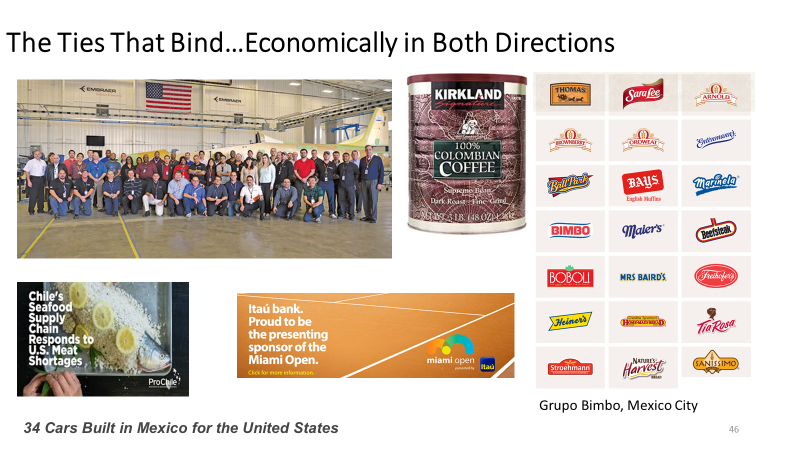 The Ties That Bind…Economically in Both Directions
EMBRAER
EMBRAER
KIRKLAND
Signature
100%
COLOMBIAN
COFFEE
Supremo Bean
Dark Roast - Fine Grind
NET WT. 3 LB. (48 OZ.) 1.36kg
THOMAS'
Sara Lee
ARNOLD
BROWNBERRY
OROWEAT
Entenmann's
Ball Park
BAYS
English Muffins
Marinela
BIMBO
Maier's
Beefsteak
BOBOLI
MRS BAIRD'S
Freihofer's
Heiner's
Tia Rosa
Stroehmann
NATURE'S
Harvest
BREAD
SANISSIMO
Chile's
Seafood
Supply
Chain
Responds to
U.S. Meat
Shortages
ProChile
Itaú bank.
Proud to be
the presenting
sponsor of the
Miami Open.
Click for more information.
miami open
presented by
Itaú
Grupo Bimbo, Mexico City
34 Cars Built in Mexico for the United States
46